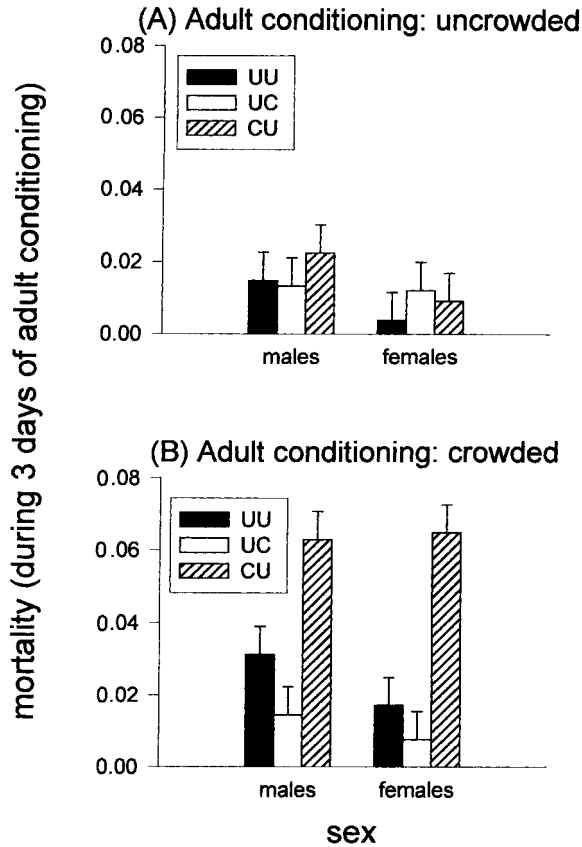 mortality (during 3 days of adult conditioning)
(A) Adult conditioning: uncrowded
0.08
0.06
0.04
0.02
0.00
UU
UC
CU
males females
(B) Adult conditioning: crowded
0.08
0.06
0.04
0.02
0.00
UU
UC
CU
males females
sex